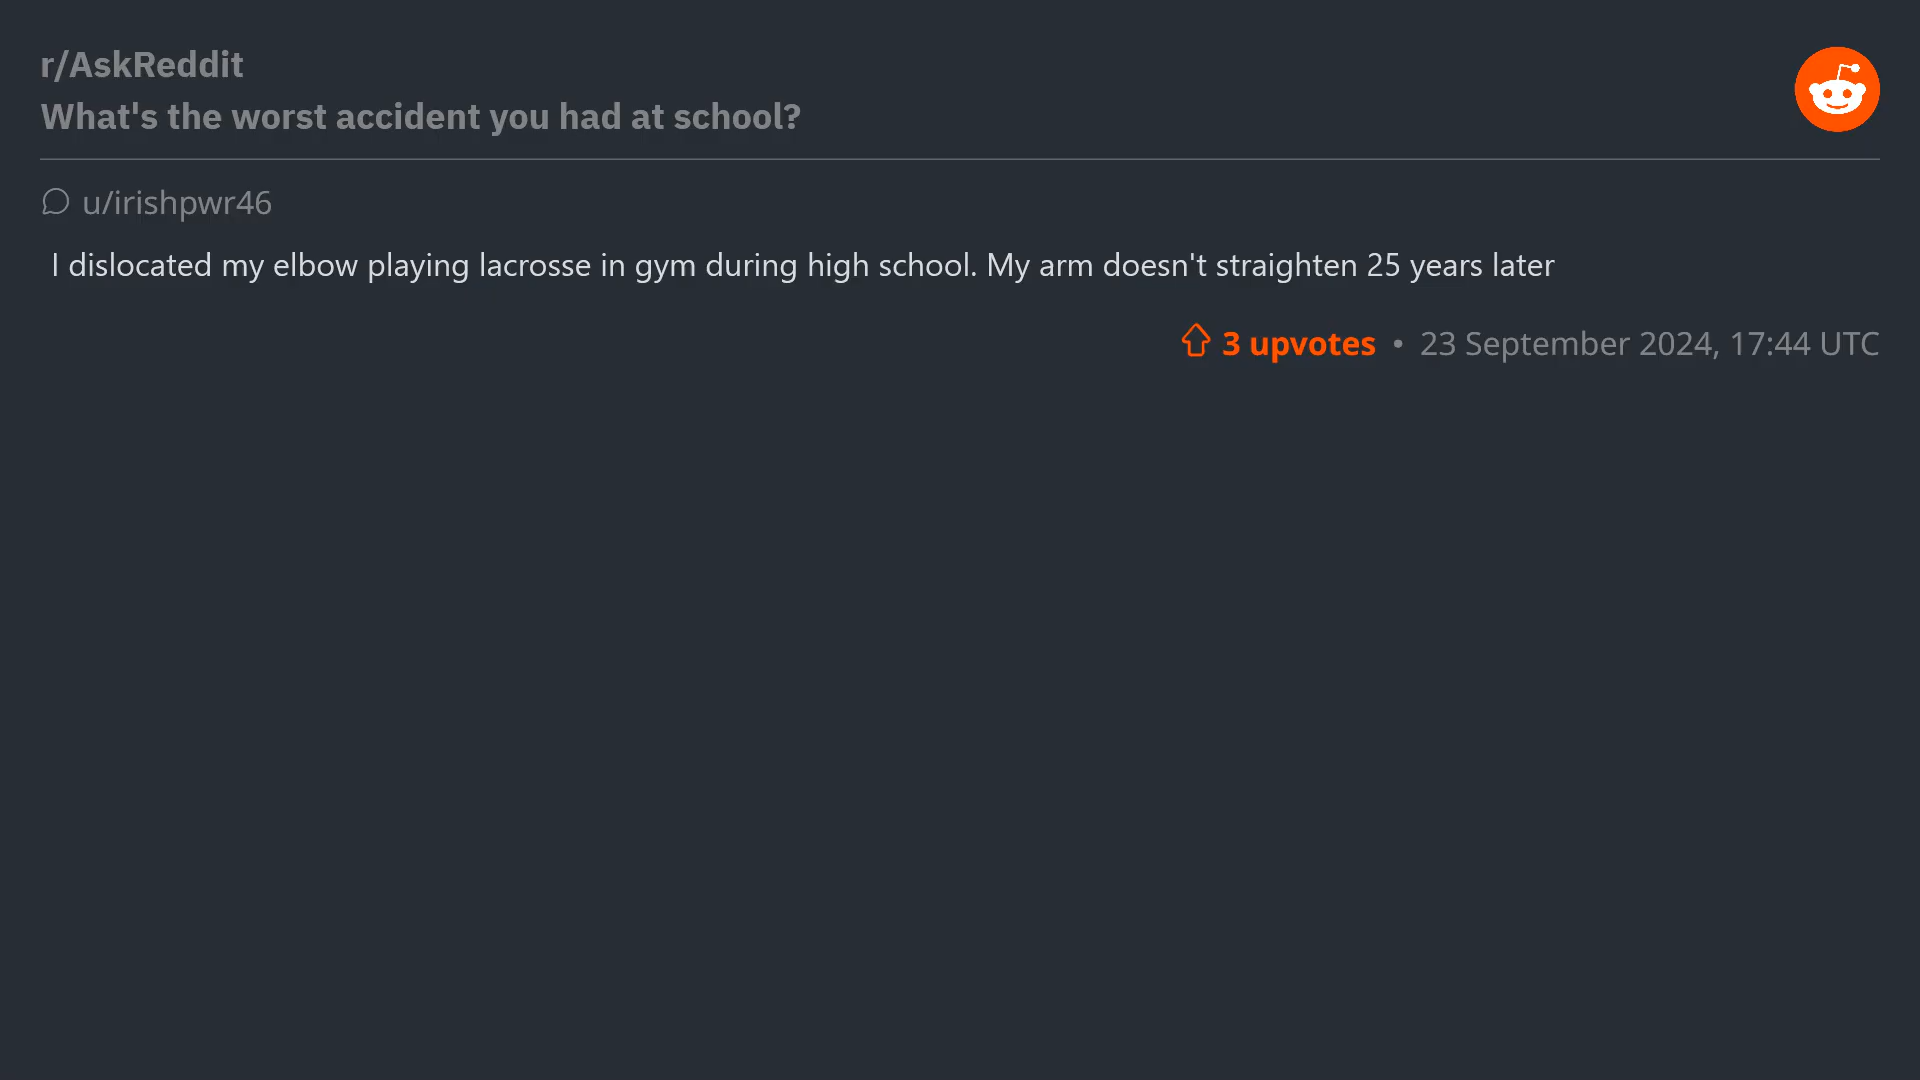 r/AskReddit
What's the worst accident you had at school?
u/irishpwr46
I dislocated my elbow playing lacrosse in gym during high school. My arm doesn't straighten 25 years later
3 upvotes • 23 September 2024, 17:44 UTC